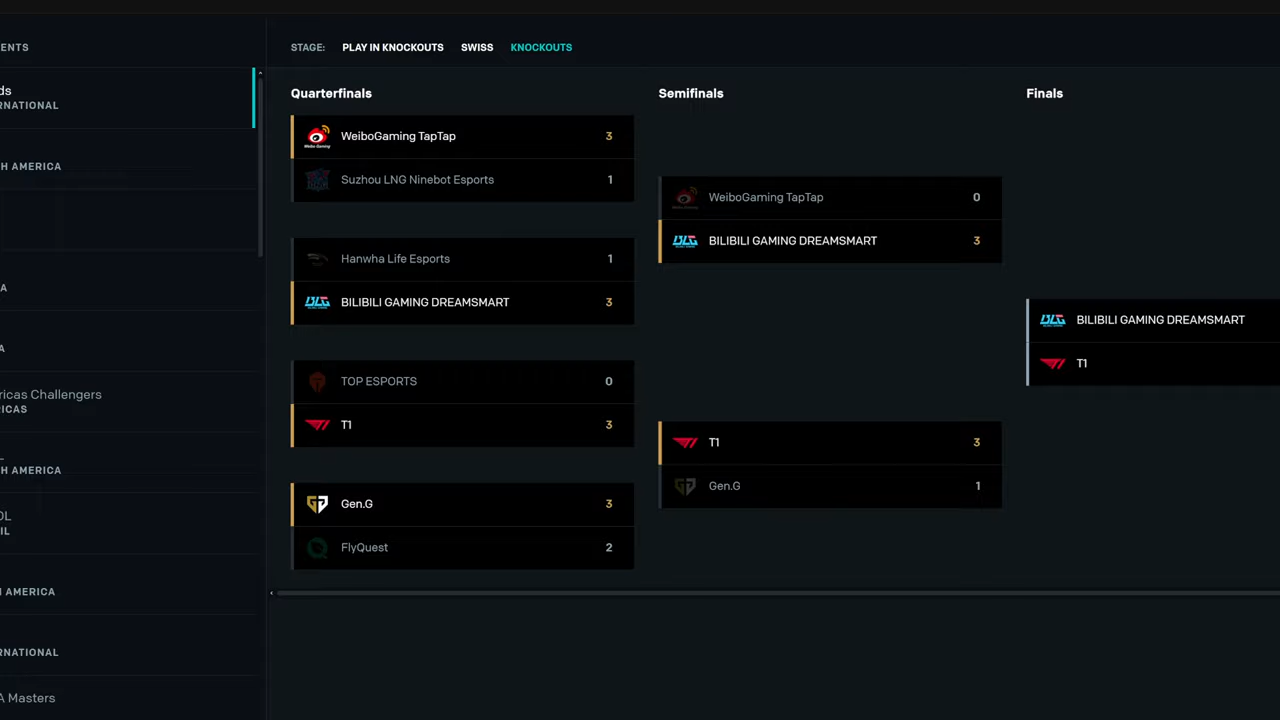 ENTS
STAGE: PLAY IN KNOCKOUTS SWISS KNOCKOUTS
ds
RNATIONAL
H AMERICA
A
A
ricas Challengers
RICAS
L
H AMERICA
OL
IL
H AMERICA
RNATIONAL
A Masters
Quarterfinals
WeiboGaming TapTap 3
Suzhou LNG Ninebot Esports 1
Hanwha Life Esports 1
BILIBILI GAMING DREAMSMART 3
TOP ESPORTS 0
T1 3
Gen.G 3
FlyQuest 2
Semifinals
WeiboGaming TapTap 0
BILIBILI GAMING DREAMSMART 3
T1 3
Gen.G 1
Finals
BILIBILI GAMING DREAMSMART
T1